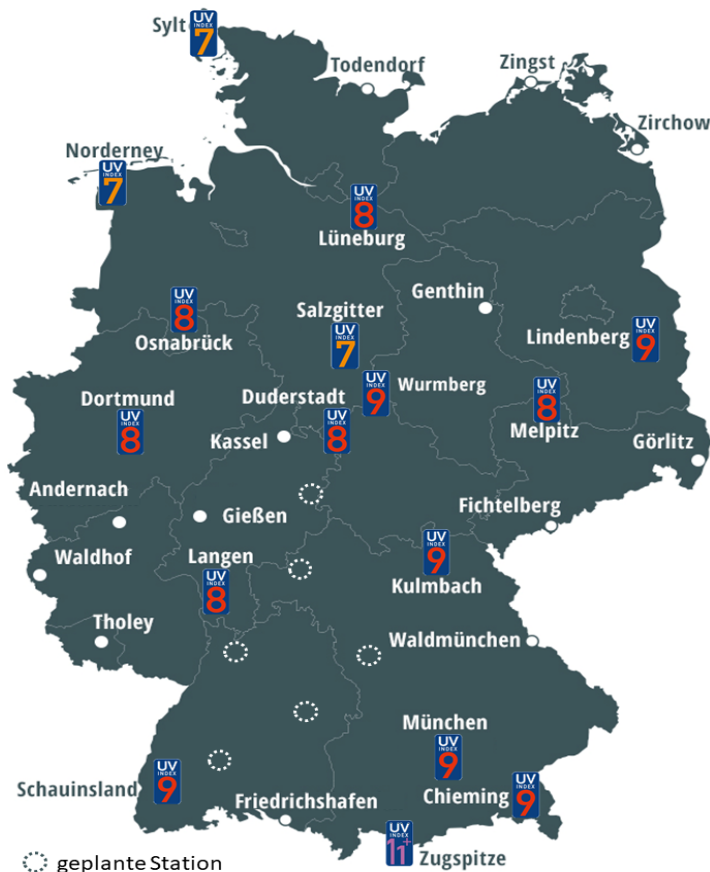 Sylt
UV
INDEX
7
Todendorf
Zingst
Zirchow
Norderney
UV
INDEX
7
UV
INDEX
8
Lüneburg
Genthin
Salzgitter
UV
INDEX
7
UV
INDEX
8
Osnabrück
Lindenberg
UV
INDEX
9
Dortmund
UV
INDEX
8
Duderstadt
UV
INDEX
8
UV
INDEX
9
Wurmberg
UV
INDEX
8
Melpitz
Kassel
Görlitz
Andernach
Gießen
Fichtelberg
Waldhof
Langen
UV
INDEX
8
UV
INDEX
9
Kulmbach
Tholey
Waldmünchen
München
UV
INDEX
9
Schauinsland
UV
INDEX
9
Friedrichshafen
Chieming
UV
INDEX
9
UV
INDEX
11+
Zugspitze
geplante Station